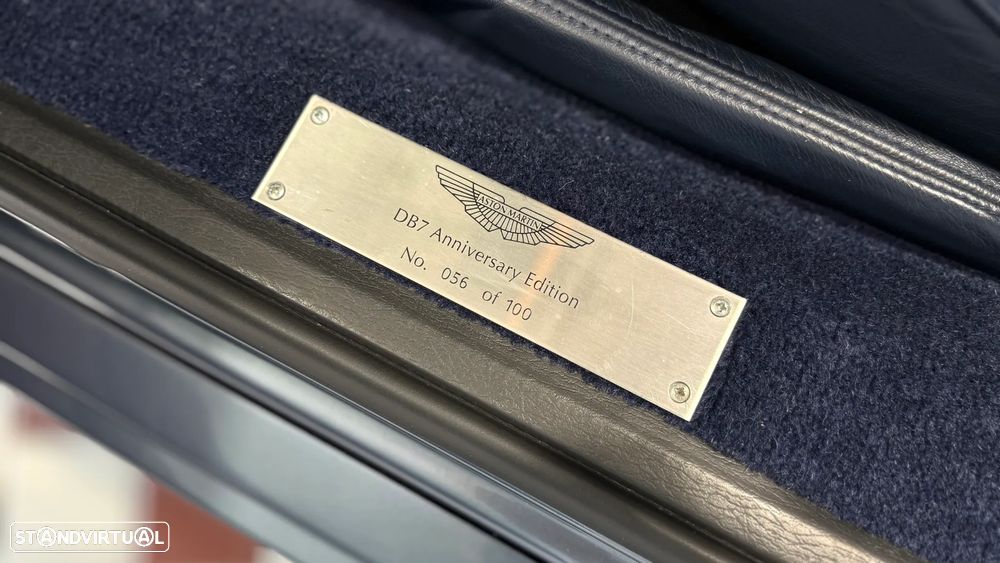 ASTON MARTIN
DB7 Anniversary Edition
No. 056 of 100
STANDVIRTUAL